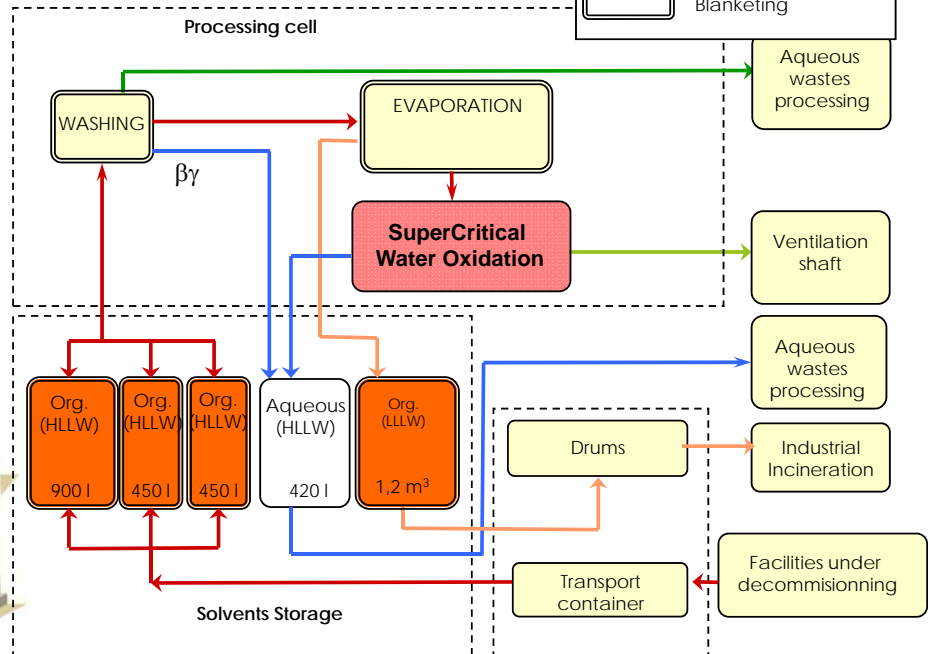 Blanketing
Processing cell
Aqueous
wastes
processing
WASHING
EVAPORATION
βγ
SuperCritical
Water Oxidation
Ventilation
shaft
Aqueous
wastes
processing
Org.
(HLLW)
900 l
Org.
(HLLW)
450 l
Org.
(HLLW)
450 l
Aqueous
(HLLW)
420 l
Org.
(LLLW)
1,2 m³
Drums
Industrial
Incineration
Transport
container
Facilities under
decommisionning
Solvents Storage